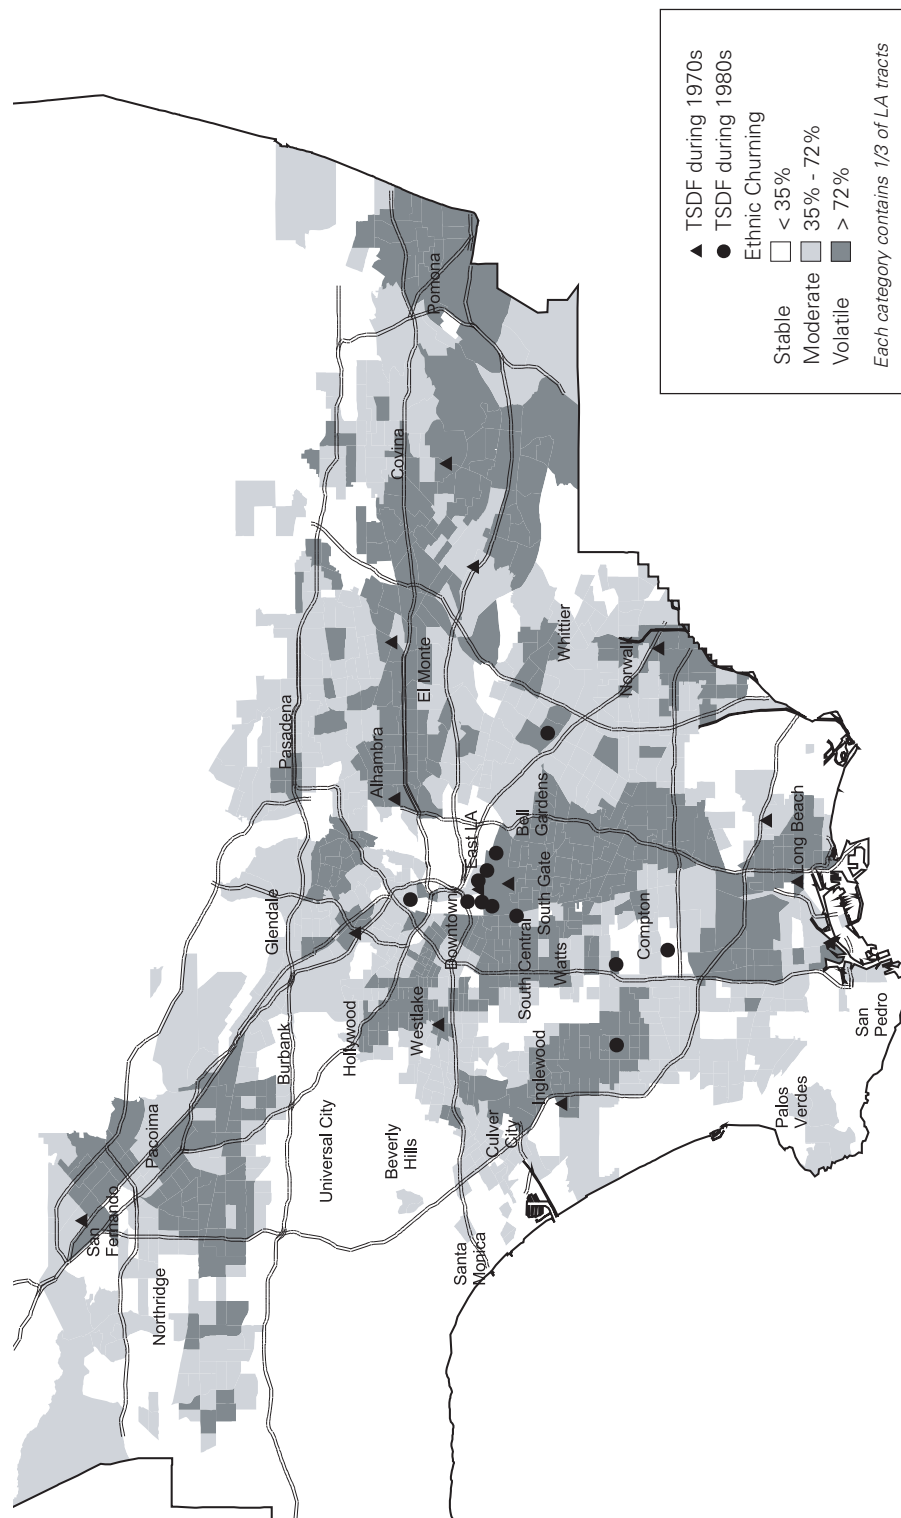 TSDF during 1970s
TSDF during 1980s
Ethnic Churning
Stable < 35%
Moderate 35% - 72%
Volatile > 72%
Each category contains 1/3 of LA tracts
San
Fernando
Pacoima
Northridge
Burbank
Glendale
Pasadena
Universal City
Hollywood
Alhambra
Covina
Beverly
Hills
Westlake
El Monte
Pomona
Santa
Monica
Downtown
East LA
Culver
City
South Central
Bell
Gardens
Inglewood
South Gate
Watts
Whittier
Compton
Norwalk
Palos
Verdes
Long Beach
San
Pedro